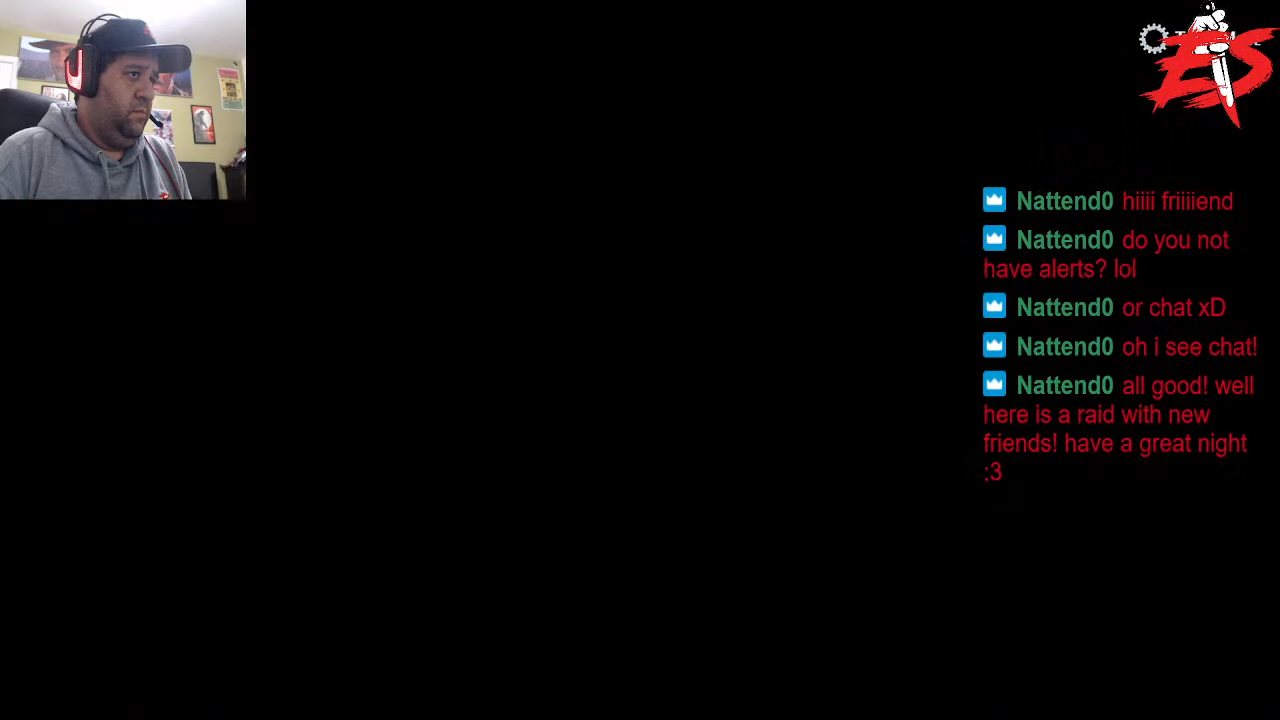 ES
Nattend0 hiiii friiiiend
Nattend0 do you not
have alerts? lol
Nattend0 or chat xD
Nattend0 oh i see chat!
Nattend0 all good! well
here is a raid with new
friends! have a great night
:3